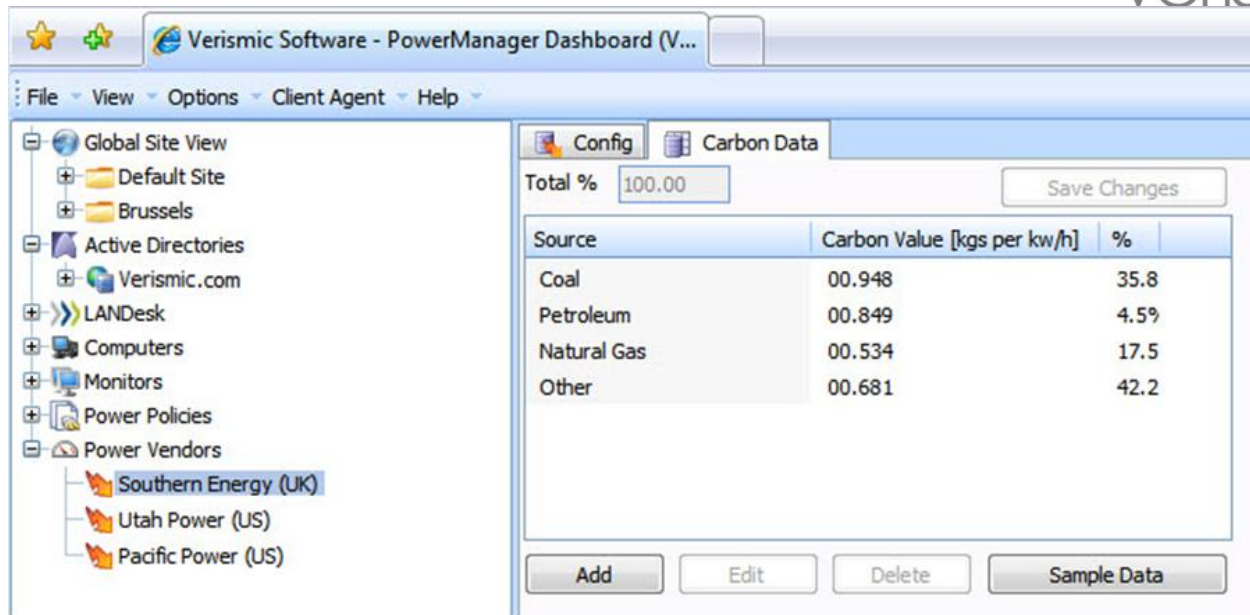 Verismic Software - PowerManager Dashboard (V...
File View Options Client Agent Help
Global Site View
Default Site
Brussels
Active Directories
Verismic.com
LANDesk
Computers
Monitors
Power Policies
Power Vendors
Southern Energy (UK)
Utah Power (US)
Pacific Power (US)
Config Carbon Data
Total % 100.00 Save Changes
Source Carbon Value [kgs per kw/h] %
Coal 00.948 35.8
Petroleum 00.849 4.59
Natural Gas 00.534 17.5
Other 00.681 42.2
Add Edit Delete Sample Data